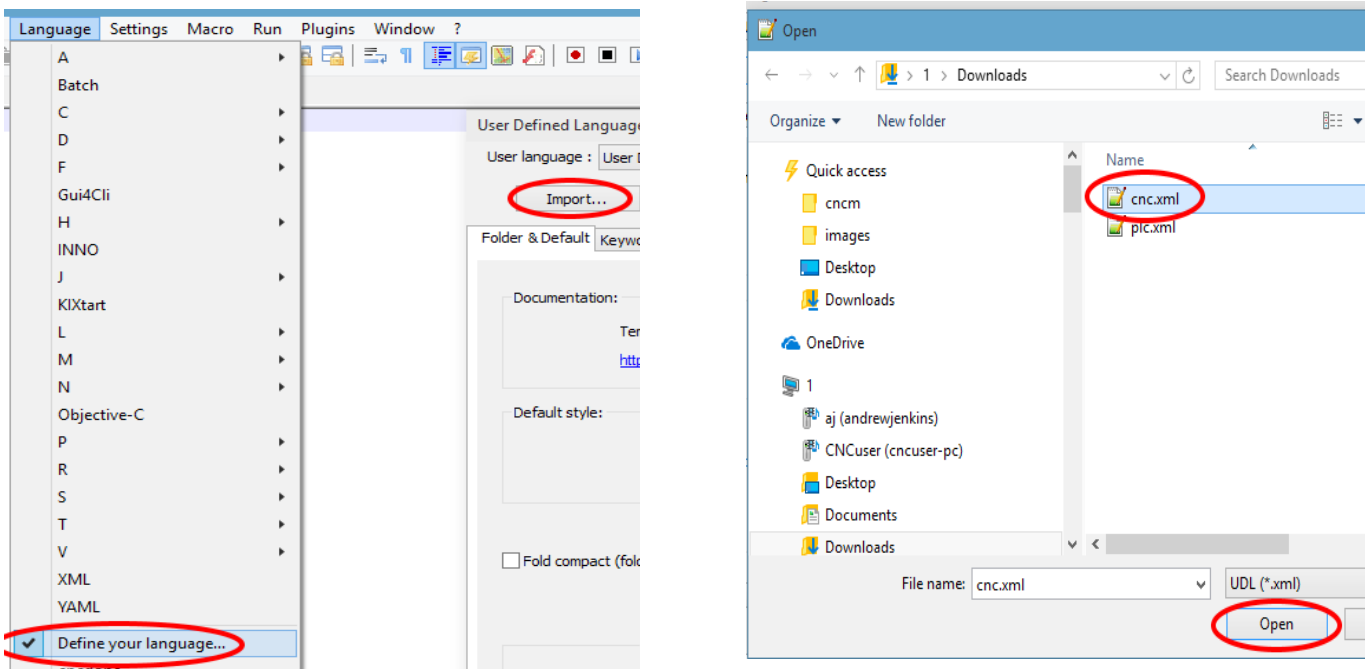 Language Settings Macro Run Plugins Window ?
A
Batch
C
D
F
Gui4Cli
H
INNO
J
KIXtart
L
M
N
Objective-C
P
R
S
T
V
XML
YAML
Define your language...
User Defined Language
User language : User
Import...
Folder & Default
Documentation:
Default style:
Fold compact
Open
1 > Downloads
Search Downloads
Organize
New folder
Quick access
cncm
images
Desktop
Downloads
OneDrive
1
aj (andrewjenkins)
CNCuser (cncuser-pc)
Desktop
Documents
Downloads
Name
cnc.xml
plc.xml
File name: cnc.xml
UDL (*.xml)
Open